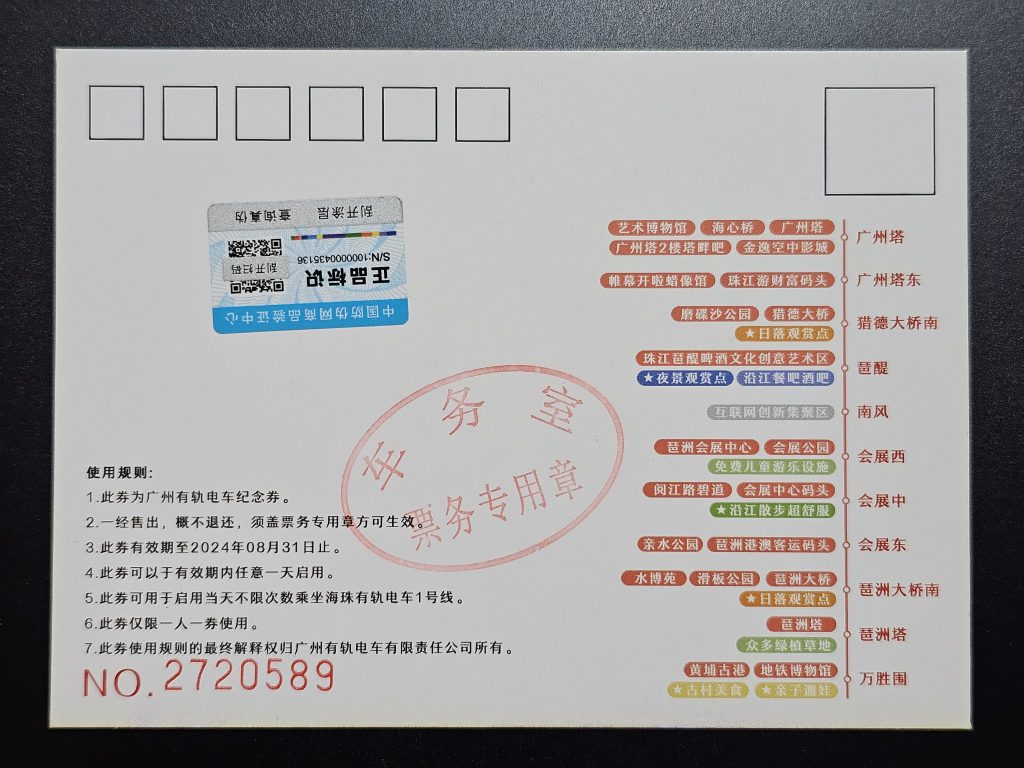 刮开涂层 查询真伪
刮开扫码
S/N:10000004435136
正品标识
中国防伪网商品验证中心
艺术博物馆 海心桥 广州塔
广州塔2楼塔畔吧 金逸空中影城
广州塔
帷幕开啦蜡像馆 珠江游财富码头
广州塔东
磨碟沙公园 猎德大桥
★日落观赏点
猎德大桥南
珠江琶醍啤酒文化创意艺术区
★夜景观赏点 沿江餐吧酒吧
琶醍
互联网创新集聚区
南风
琶洲会展中心 会展公园
免费儿童游乐设施
会展西
阅江路碧道 会展中心码头
★沿江散步超舒服
会展中
亲水公园 琶洲港澳客运码头
会展东
水博苑 滑板公园 琶洲大桥
★日落观赏点
琶洲大桥南
琶洲塔
众多绿植草地
琶洲塔
黄埔古港 地铁博物馆
★古村美食 ★亲子遛娃
万胜围
车务室
票务专用章
使用规则:
1.此券为广州有轨电车纪念券。
2.一经售出，概不退还，须盖票务专用章方可生效。
3.此券有效期至2024年08月31日止。
4.此券可以于有效期内任意一天启用。
5.此券可用于启用当天不限次数乘坐海珠有轨电车1号线。
6.此券仅限一人一券使用。
7.此券使用规则的最终解释权归广州有轨电车有限责任公司所有。
NO.2720589